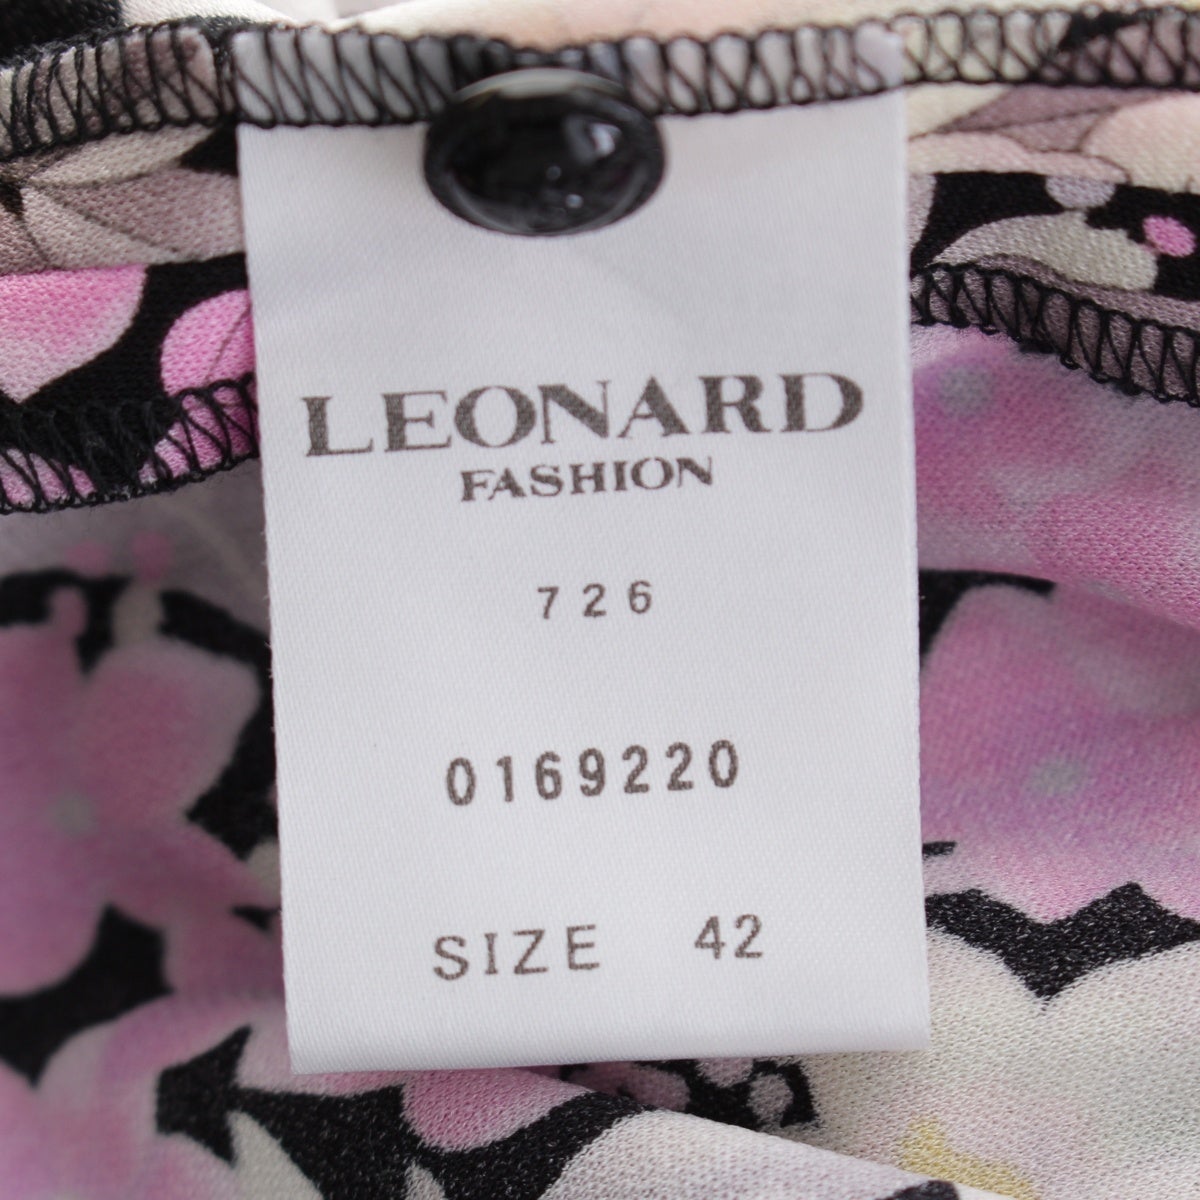 LEONARD
FASHION
726
0169220
SIZE 42